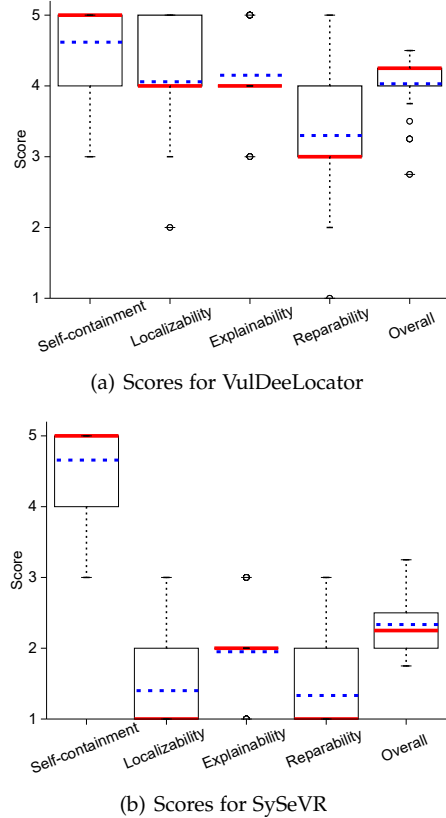 5
4
3
2
1
Score
Self-containment
Localizability
Explainability
Reparability
Overall
(a) Scores for VulDeeLocator
5
4
3
2
1
Score
Self-containment
Localizability
Explainability
Reparability
Overall
(b) Scores for SySeVR